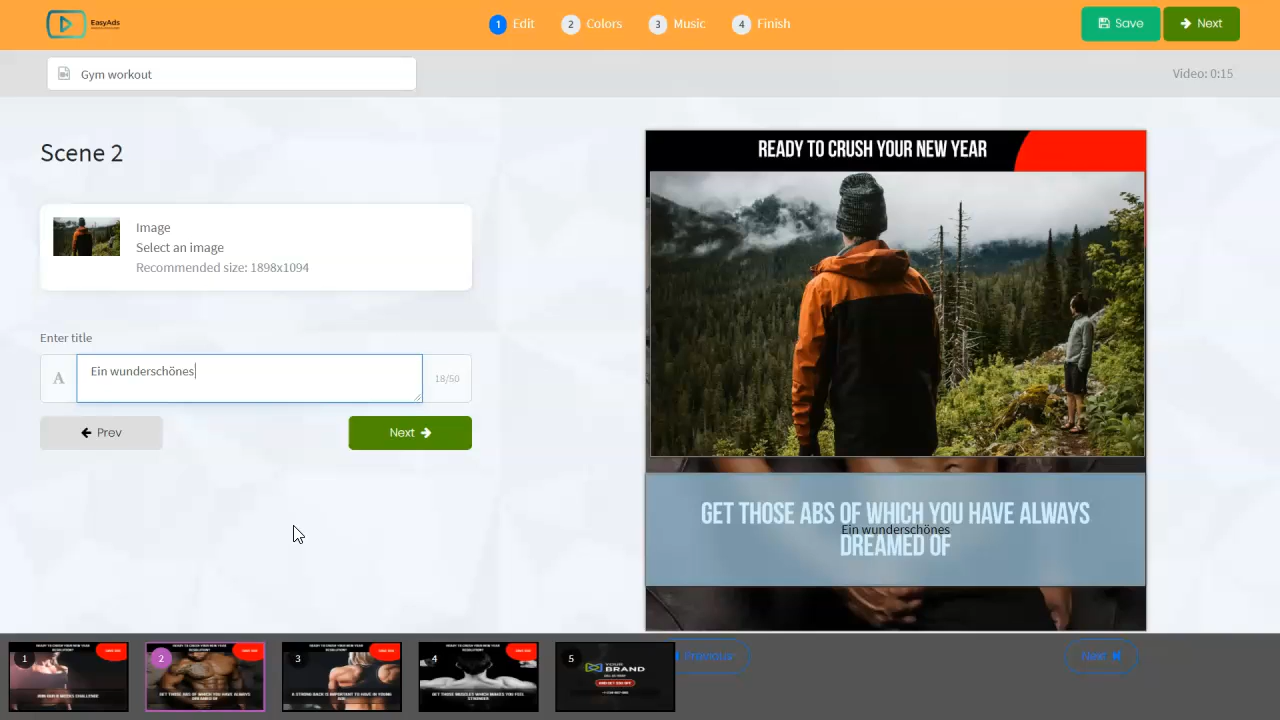 EasyAds
1 Edit
2 Colors
3 Music
4 Finish
Save
Next
Gym workout
Video: 0:15
Scene 2
Image
Select an image
Recommended size: 1898x1094
Enter title
A
Ein wunderschönes
18/50
Prev
Next
READY TO CRUSH YOUR NEW YEAR
GET THOSE ABS OF WHICH YOU HAVE ALWAYS
DREAMED OF
Ein wunderschönes
1
2
3
4
5
YOUR
BRAND
Previous
Next